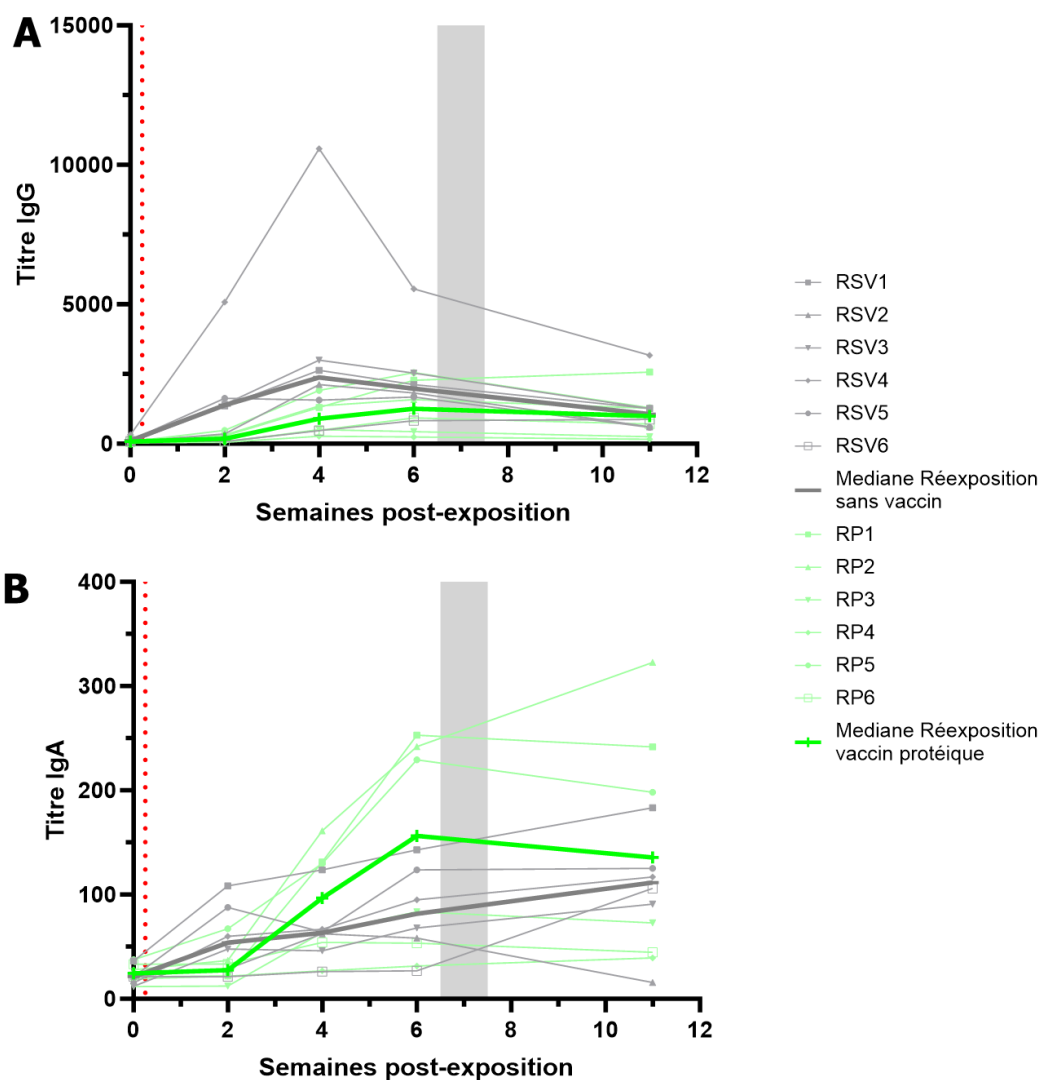 A
15000
10000
5000
0
Titre IgG
0 2 4 6 8 10 12
Semaines post-exposition
B
400
300
200
100
0
Titre IgA
0 2 4 6 8 10 12
Semaines post-exposition
RSV1
RSV2
RSV3
RSV4
RSV5
RSV6
Mediane Réexposition
sans vaccin
RP1
RP2
RP3
RP4
RP5
RP6
Mediane Réexposition
vaccin protéique